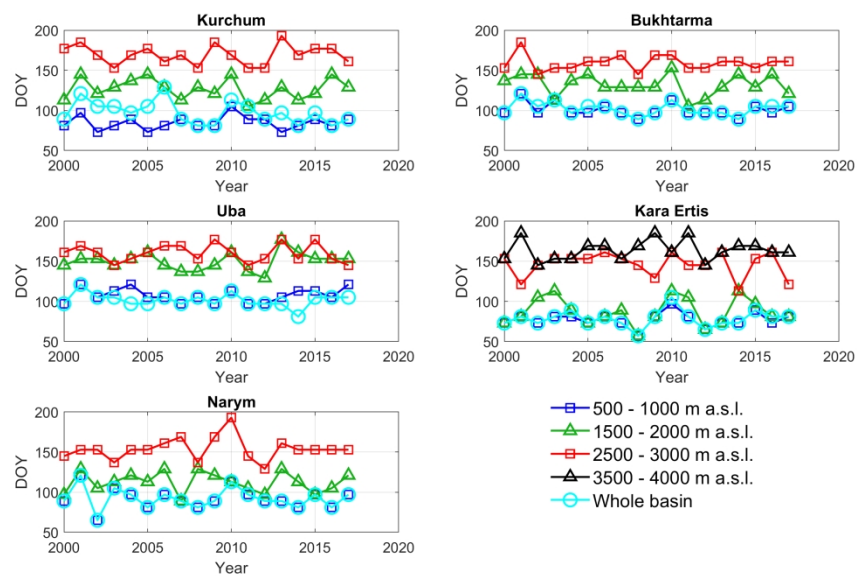 Kurchum
200
150
100
50
DOY
2000 2005 2010 2015 2020
Year
Bukhtarma
200
150
100
50
DOY
2000 2005 2010 2015 2020
Year
Uba
200
150
100
50
DOY
2000 2005 2010 2015 2020
Year
Kara Ertis
200
150
100
50
DOY
2000 2005 2010 2015 2020
Year
Narym
200
150
100
50
DOY
2000 2005 2010 2015 2020
Year
500 - 1000 m a.s.l.
1500 - 2000 m a.s.l.
2500 - 3000 m a.s.l.
3500 - 4000 m a.s.l.
Whole basin